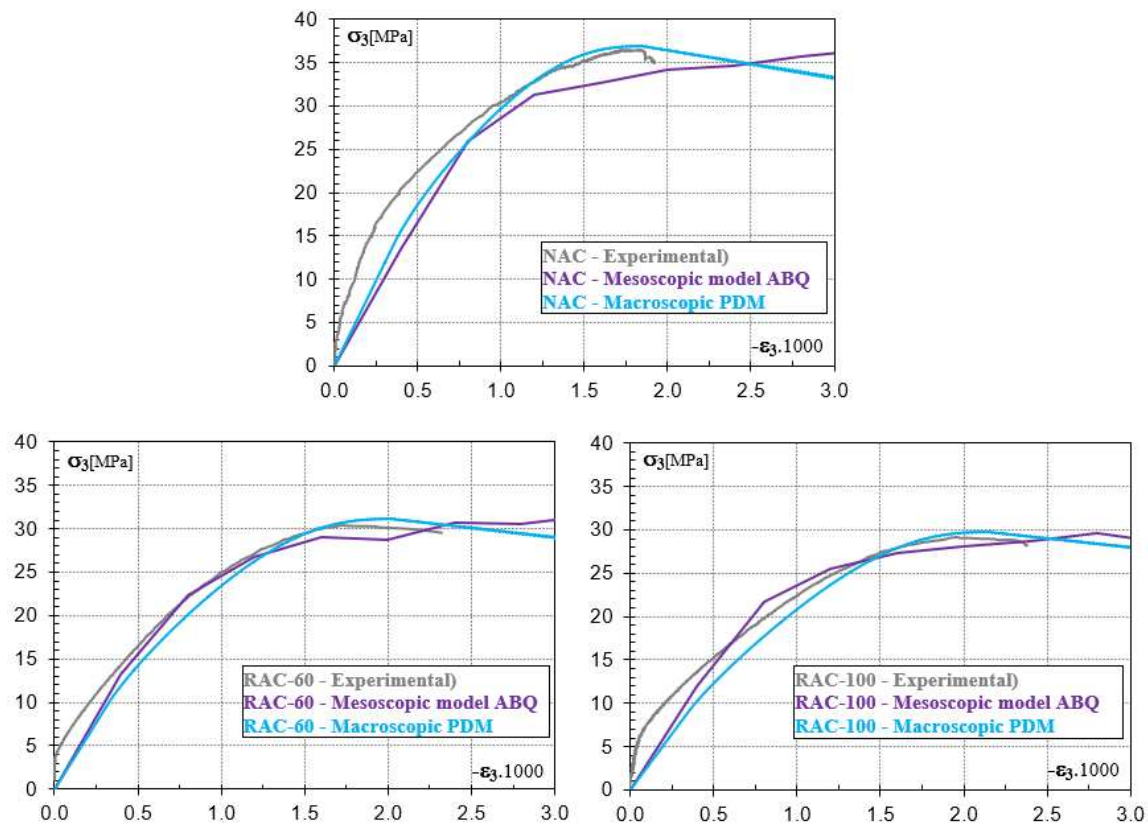 σ3[MPa]
40
35
30
25
20
15
10
5
0
NAC - Experimental)
NAC - Mesoscopic model ABQ
NAC - Macroscopic PDM
-ε3.1000
0.0 0.5 1.0 1.5 2.0 2.5 3.0
σ3[MPa]
40
35
30
25
20
15
10
5
0
RAC-60 - Experimental)
RAC-60 - Mesoscopic model ABQ
RAC-60 - Macroscopic PDM
-ε3.1000
0.0 0.5 1.0 1.5 2.0 2.5 3.0
σ3[MPa]
40
35
30
25
20
15
10
5
0
RAC-100 - Experimental)
RAC-100 - Mesoscopic model ABQ
RAC-100 - Macroscopic PDM
-ε3.1000
0.0 0.5 1.0 1.5 2.0 2.5 3.0